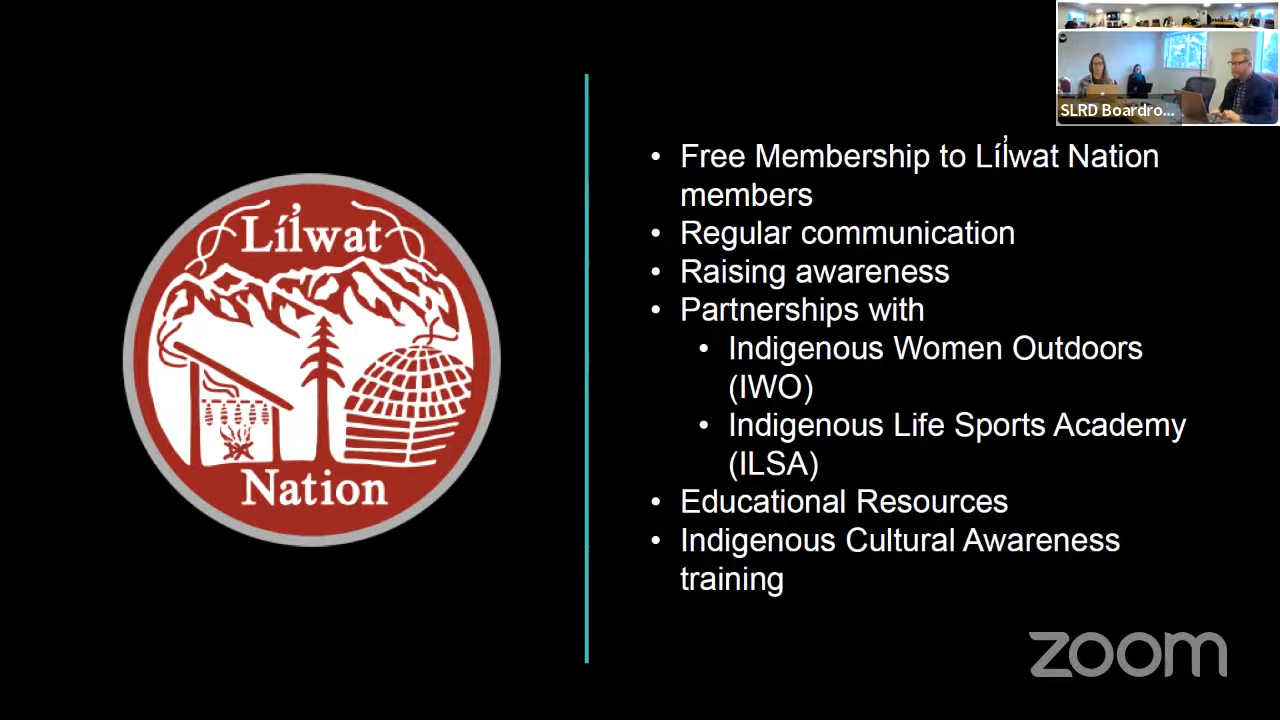 SLRD Boardro...
Líl̓wat
Nation
• Free Membership to Líl̓wat Nation
members
• Regular communication
• Raising awareness
• Partnerships with
• Indigenous Women Outdoors
(IWO)
• Indigenous Life Sports Academy
(ILSA)
• Educational Resources
• Indigenous Cultural Awareness
training
zoom